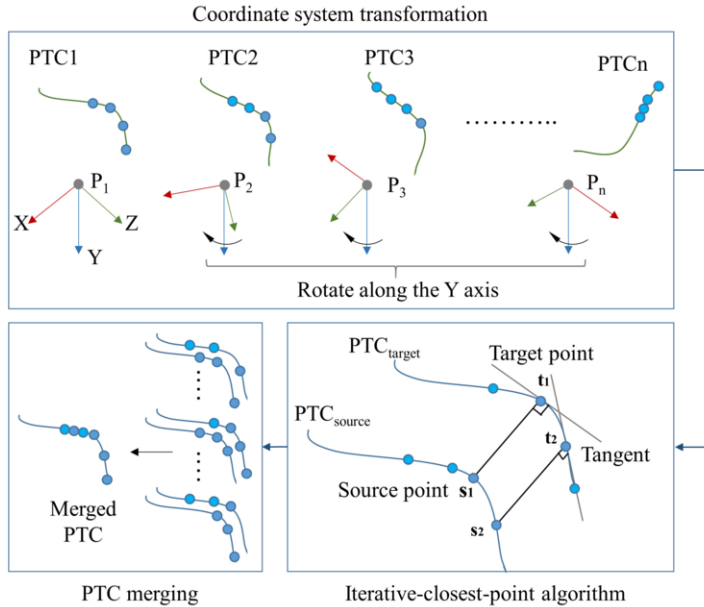 Coordinate system transformation
PTC1
PTC2
PTC3
PTCn
P1
P2
P3
Pn
X
Z
Y
Rotate along the Y axis
PTCtarget
Target point
t1
PTCsource
t2
Tangent
Source point
s1
s2
Merged
PTC
PTC merging
Iterative-closest-point algorithm